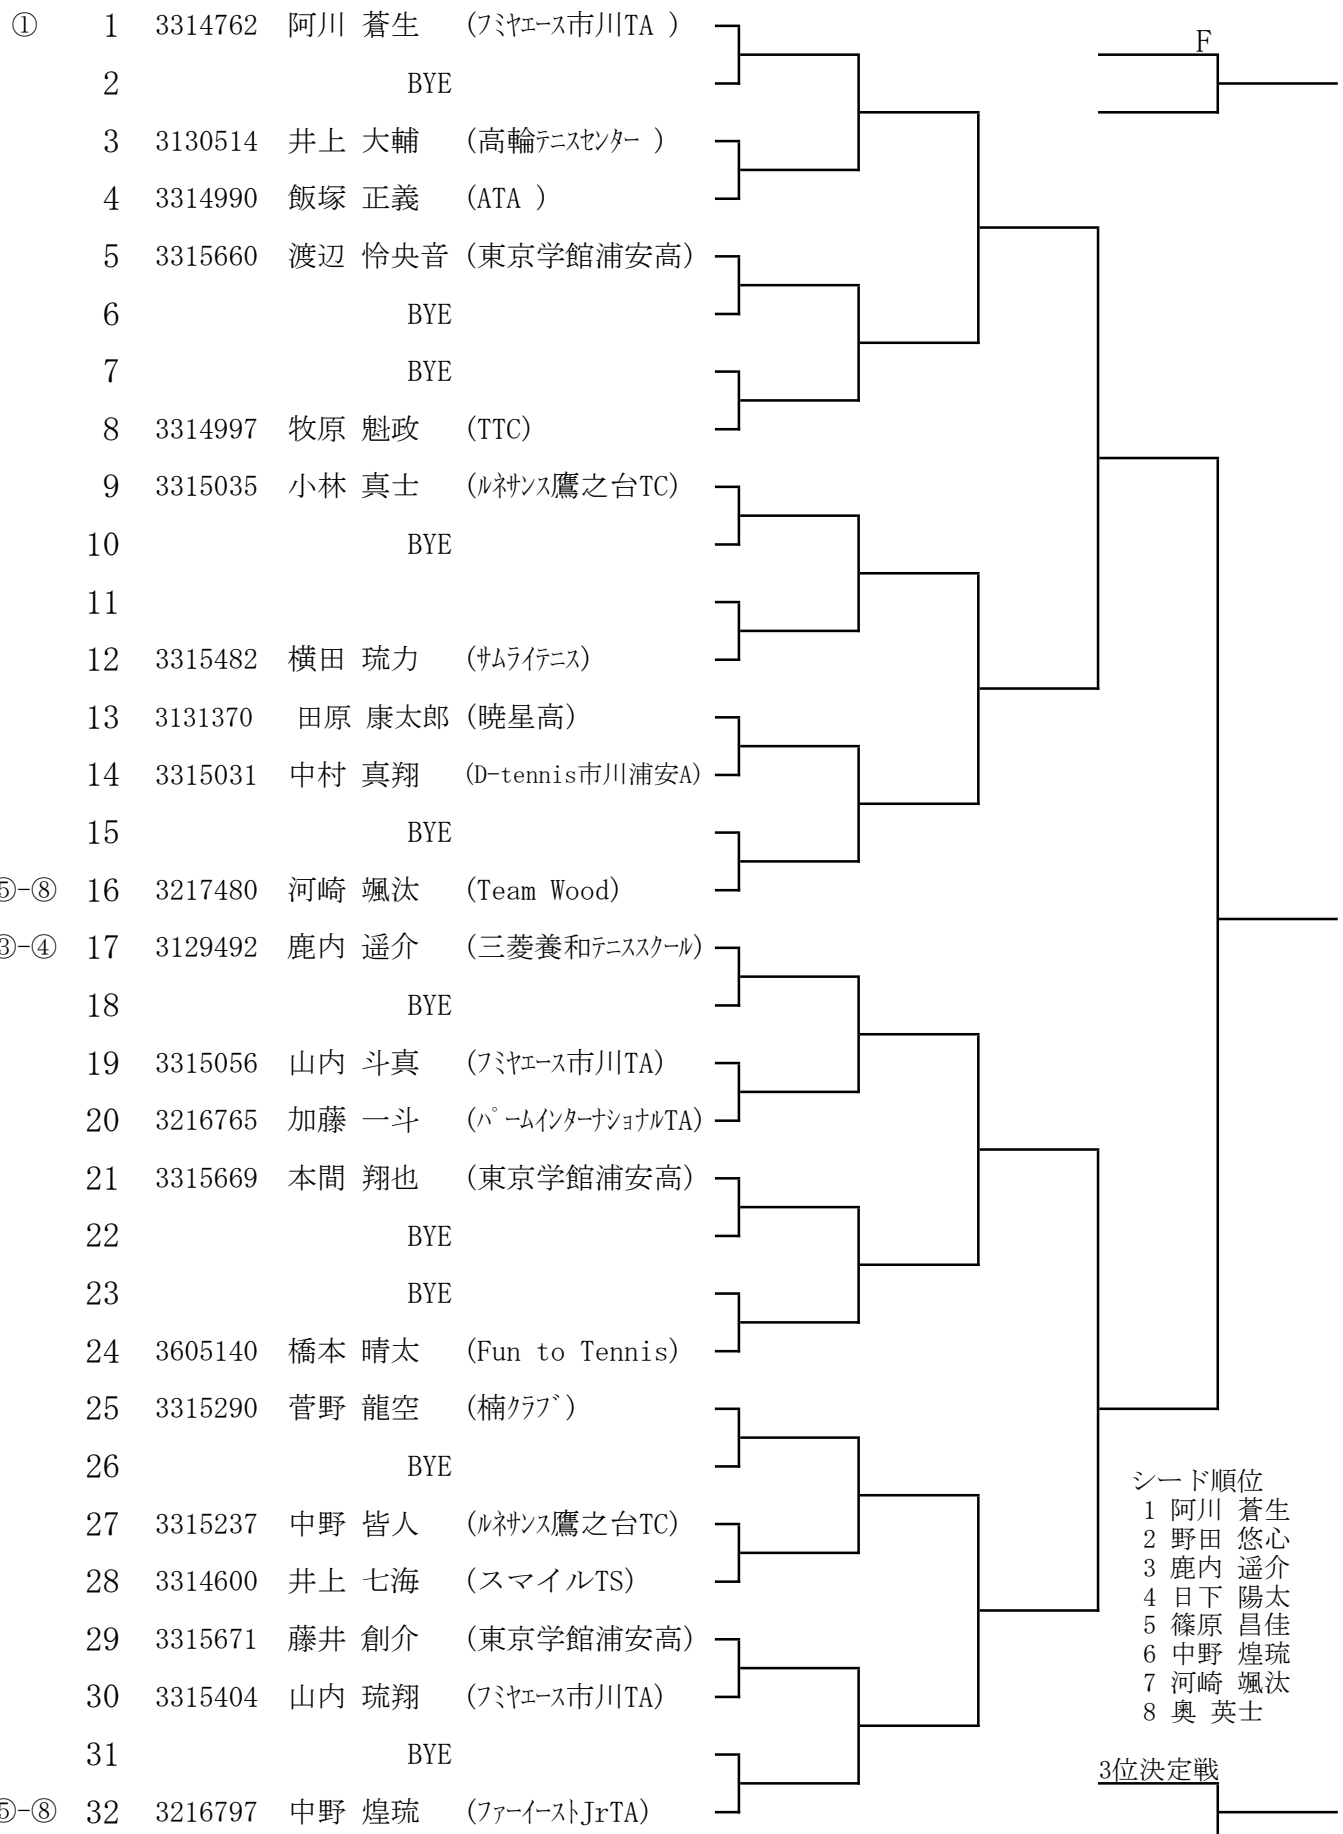 ① 1 3314762 阿川 蒼生 (フミヤエース市川TA )
F
2 BYE
3 3130514 井上 大輔 (高輪テニスセンター )
4 3314990 飯塚 正義 (ATA )
5 3315660 渡辺 怜央音 (東京学館浦安高)
6 BYE
7 BYE
8 3314997 牧原 魁政 (TTC)
9 3315035 小林 真士 (ルネサンス鷹之台TC)
10 BYE
11
12 3315482 横田 琉力 (サムライテニス)
13 3131370 田原 康太郎 (暁星高)
14 3315031 中村 真翔 (D-tennis市川浦安A)
15 BYE
⑤-⑧ 16 3217480 河崎 颯汰 (Team Wood)
③-④ 17 3129492 鹿内 遥介 (三菱養和テニススクール)
18 BYE
19 3315056 山内 斗真 (フミヤエース市川TA)
20 3216765 加藤 一斗 (パームインターナショナルTA)
21 3315669 本間 翔也 (東京学館浦安高)
22 BYE
23 BYE
24 3605140 橋本 晴太 (Fun to Tennis)
25 3315290 菅野 龍空 (楠クラブ)
26 BYE
27 3315237 中野 皆人 (ルネサンス鷹之台TC)
28 3314600 井上 七海 (スマイルTS)
29 3315671 藤井 創介 (東京学館浦安高)
30 3315404 山内 琉翔 (フミヤエース市川TA)
31 BYE
⑤-⑧ 32 3216797 中野 煌琉 (ファーイーストJrTA)
シード順位
1 阿川 蒼生
2 野田 悠心
3 鹿内 遥介
4 日下 陽太
5 篠原 昌佳
6 中野 煌琉
7 河崎 颯汰
8 奥 英士
3位決定戦